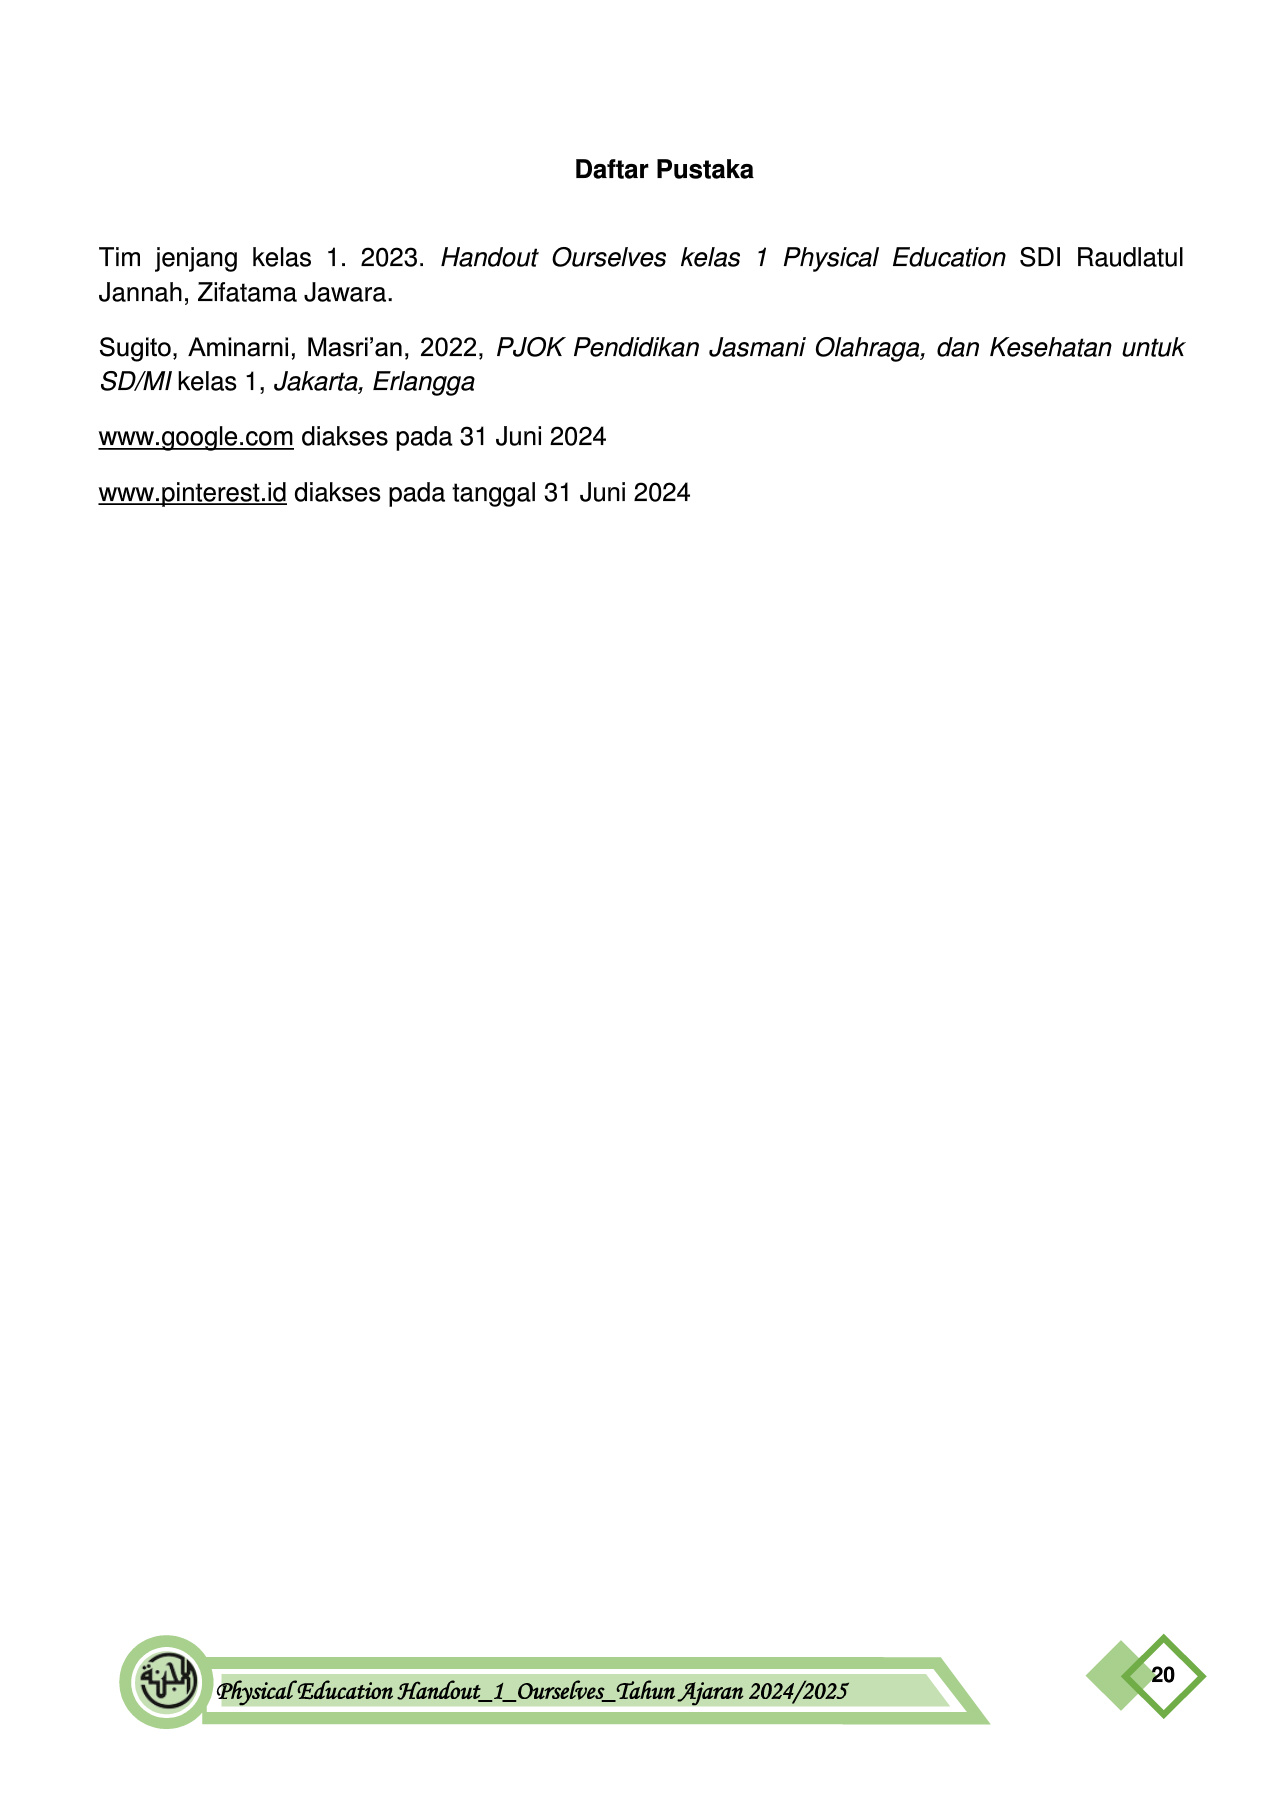 Daftar Pustaka
Tim jenjang kelas 1. 2023. Handout Ourselves kelas 1 Physical Education SDI Raudlatul
Jannah, Zifatama Jawara.
Sugito, Aminarni, Masri’an, 2022, PJOK Pendidikan Jasmani Olahraga, dan Kesehatan untuk
SD/MI kelas 1, Jakarta, Erlangga
www.google.com diakses pada 31 Juni 2024
www.pinterest.id diakses pada tanggal 31 Juni 2024
Physical Education Handout_1_Ourselves_Tahun Ajaran 2024/2025
20